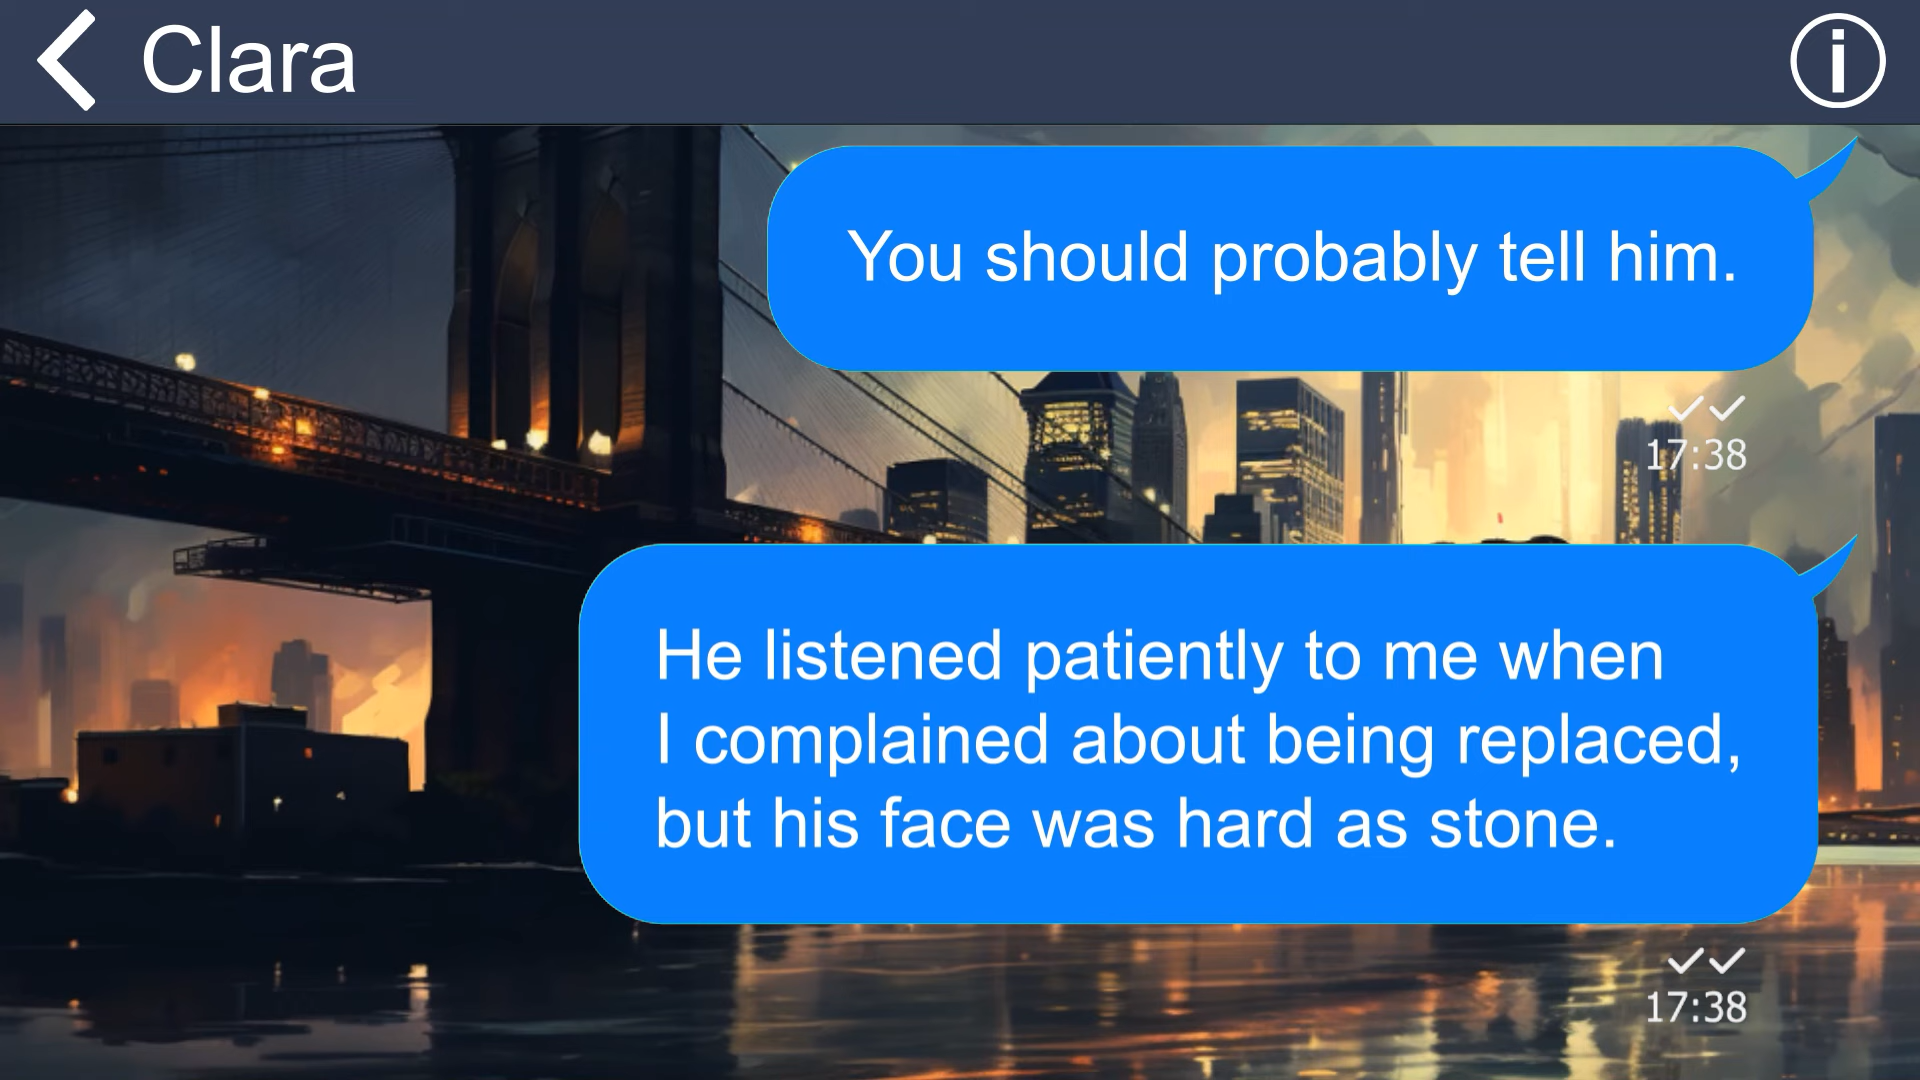 Clara
You should probably tell him.
17:38
He listened patiently to me when
I complained about being replaced,
but his face was hard as stone.
17:38